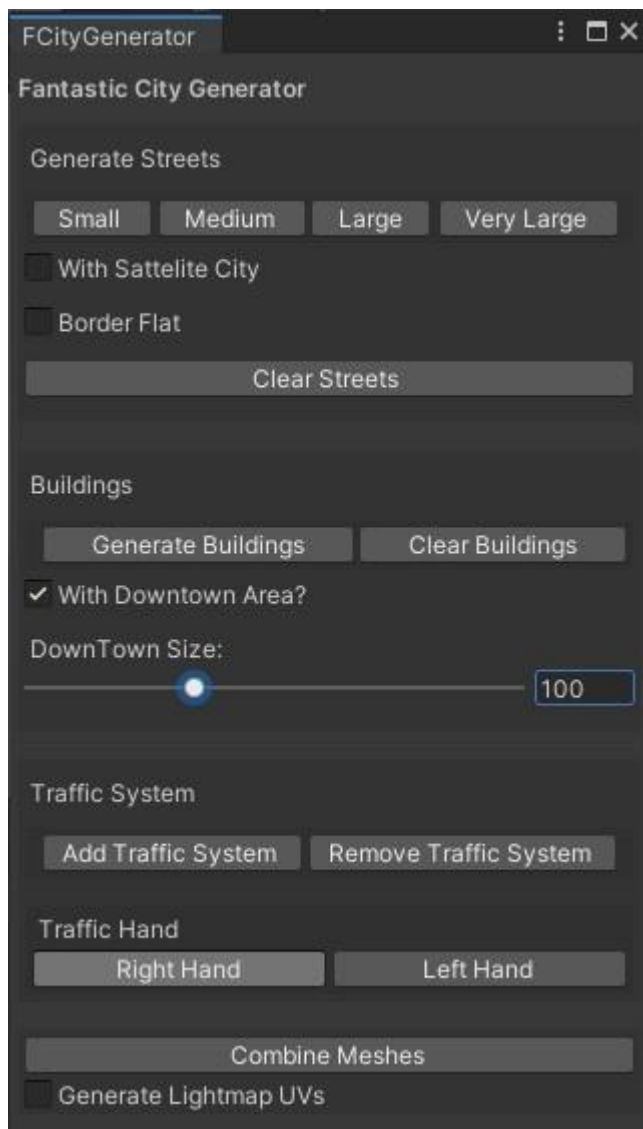 FCityGenerator
Fantastic City Generator
Generate Streets
Small Medium Large Very Large
With Sattelite City
Border Flat
Clear Streets
Buildings
Generate Buildings Clear Buildings
With Downtown Area?
DownTown Size:
100
Traffic System
Add Traffic System Remove Traffic System
Traffic Hand
Right Hand Left Hand
Combine Meshes
Generate Lightmap UVs